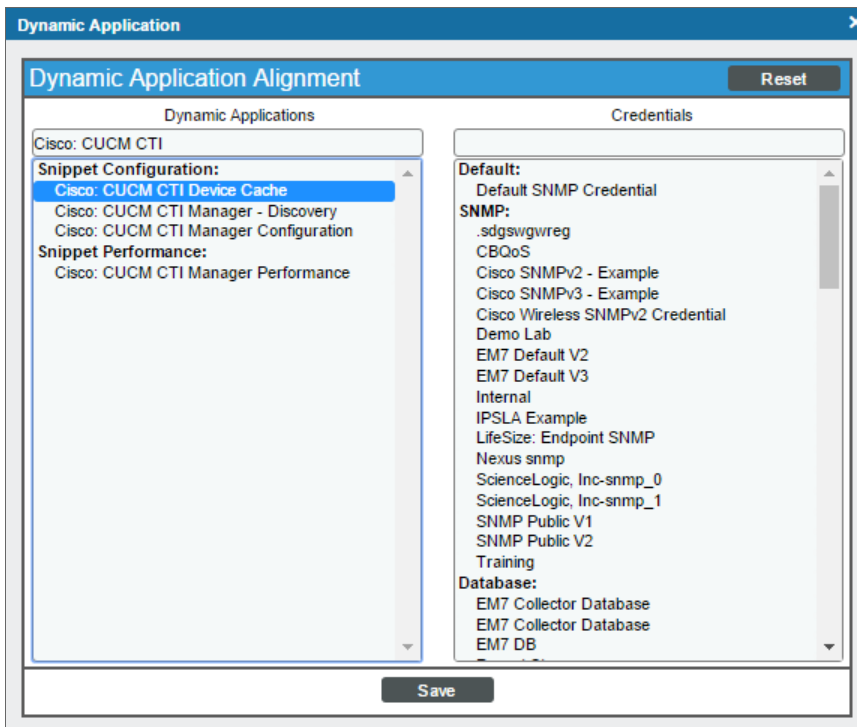 Dynamic Application
Dynamic Application Alignment
Reset
Dynamic Applications
Cisco: CUCM CTI
Snippet Configuration:
Cisco: CUCM CTI Device Cache
Cisco: CUCM CTI Manager - Discovery
Cisco: CUCM CTI Manager Configuration
Snippet Performance:
Cisco: CUCM CTI Manager Performance
Credentials
Default:
Default SNMP Credential
SNMP:
.sdgswgwreg
CBQoS
Cisco SNMPv2 - Example
Cisco SNMPv3 - Example
Cisco Wireless SNMPv2 Credential
Demo Lab
EM7 Default V2
EM7 Default V3
Internal
IPSLA Example
LifeSize: Endpoint SNMP
Nexus snmp
ScienceLogic, Inc-snmp_0
ScienceLogic, Inc-snmp_1
SNMP Public V1
SNMP Public V2
Training
Database:
EM7 Collector Database
EM7 Collector Database
EM7 DB
Save